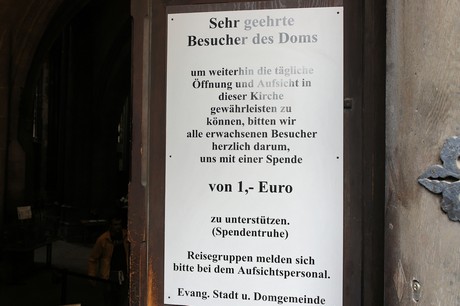 Sehr geehrte
Besucher des Doms
um weiterhin die tägliche
Öffnung und Aufsicht in
dieser Kirche
gewährleisten zu
können, bitten wir
alle erwachsenen Besucher
herzlich darum,
uns mit einer Spende
von 1,- Euro
zu unterstützen.
(Spendentruhe)
Reisegruppen melden sich
bitte bei dem Aufsichtspersonal.
Evang. Stadt u. Domgemeinde